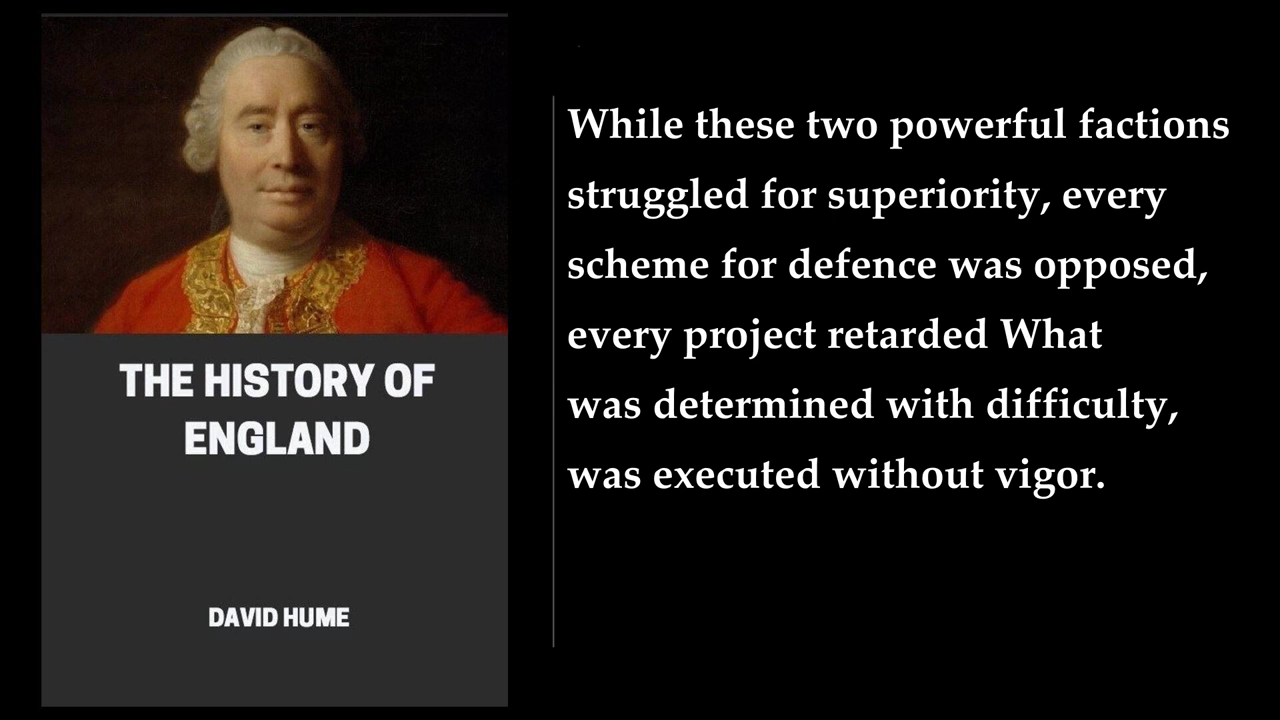 THE HISTORY OF
ENGLAND
DAVID HUME
While these two powerful factions
struggled for superiority, every
scheme for defence was opposed,
every project retarded What
was determined with difficulty,
was executed without vigor.